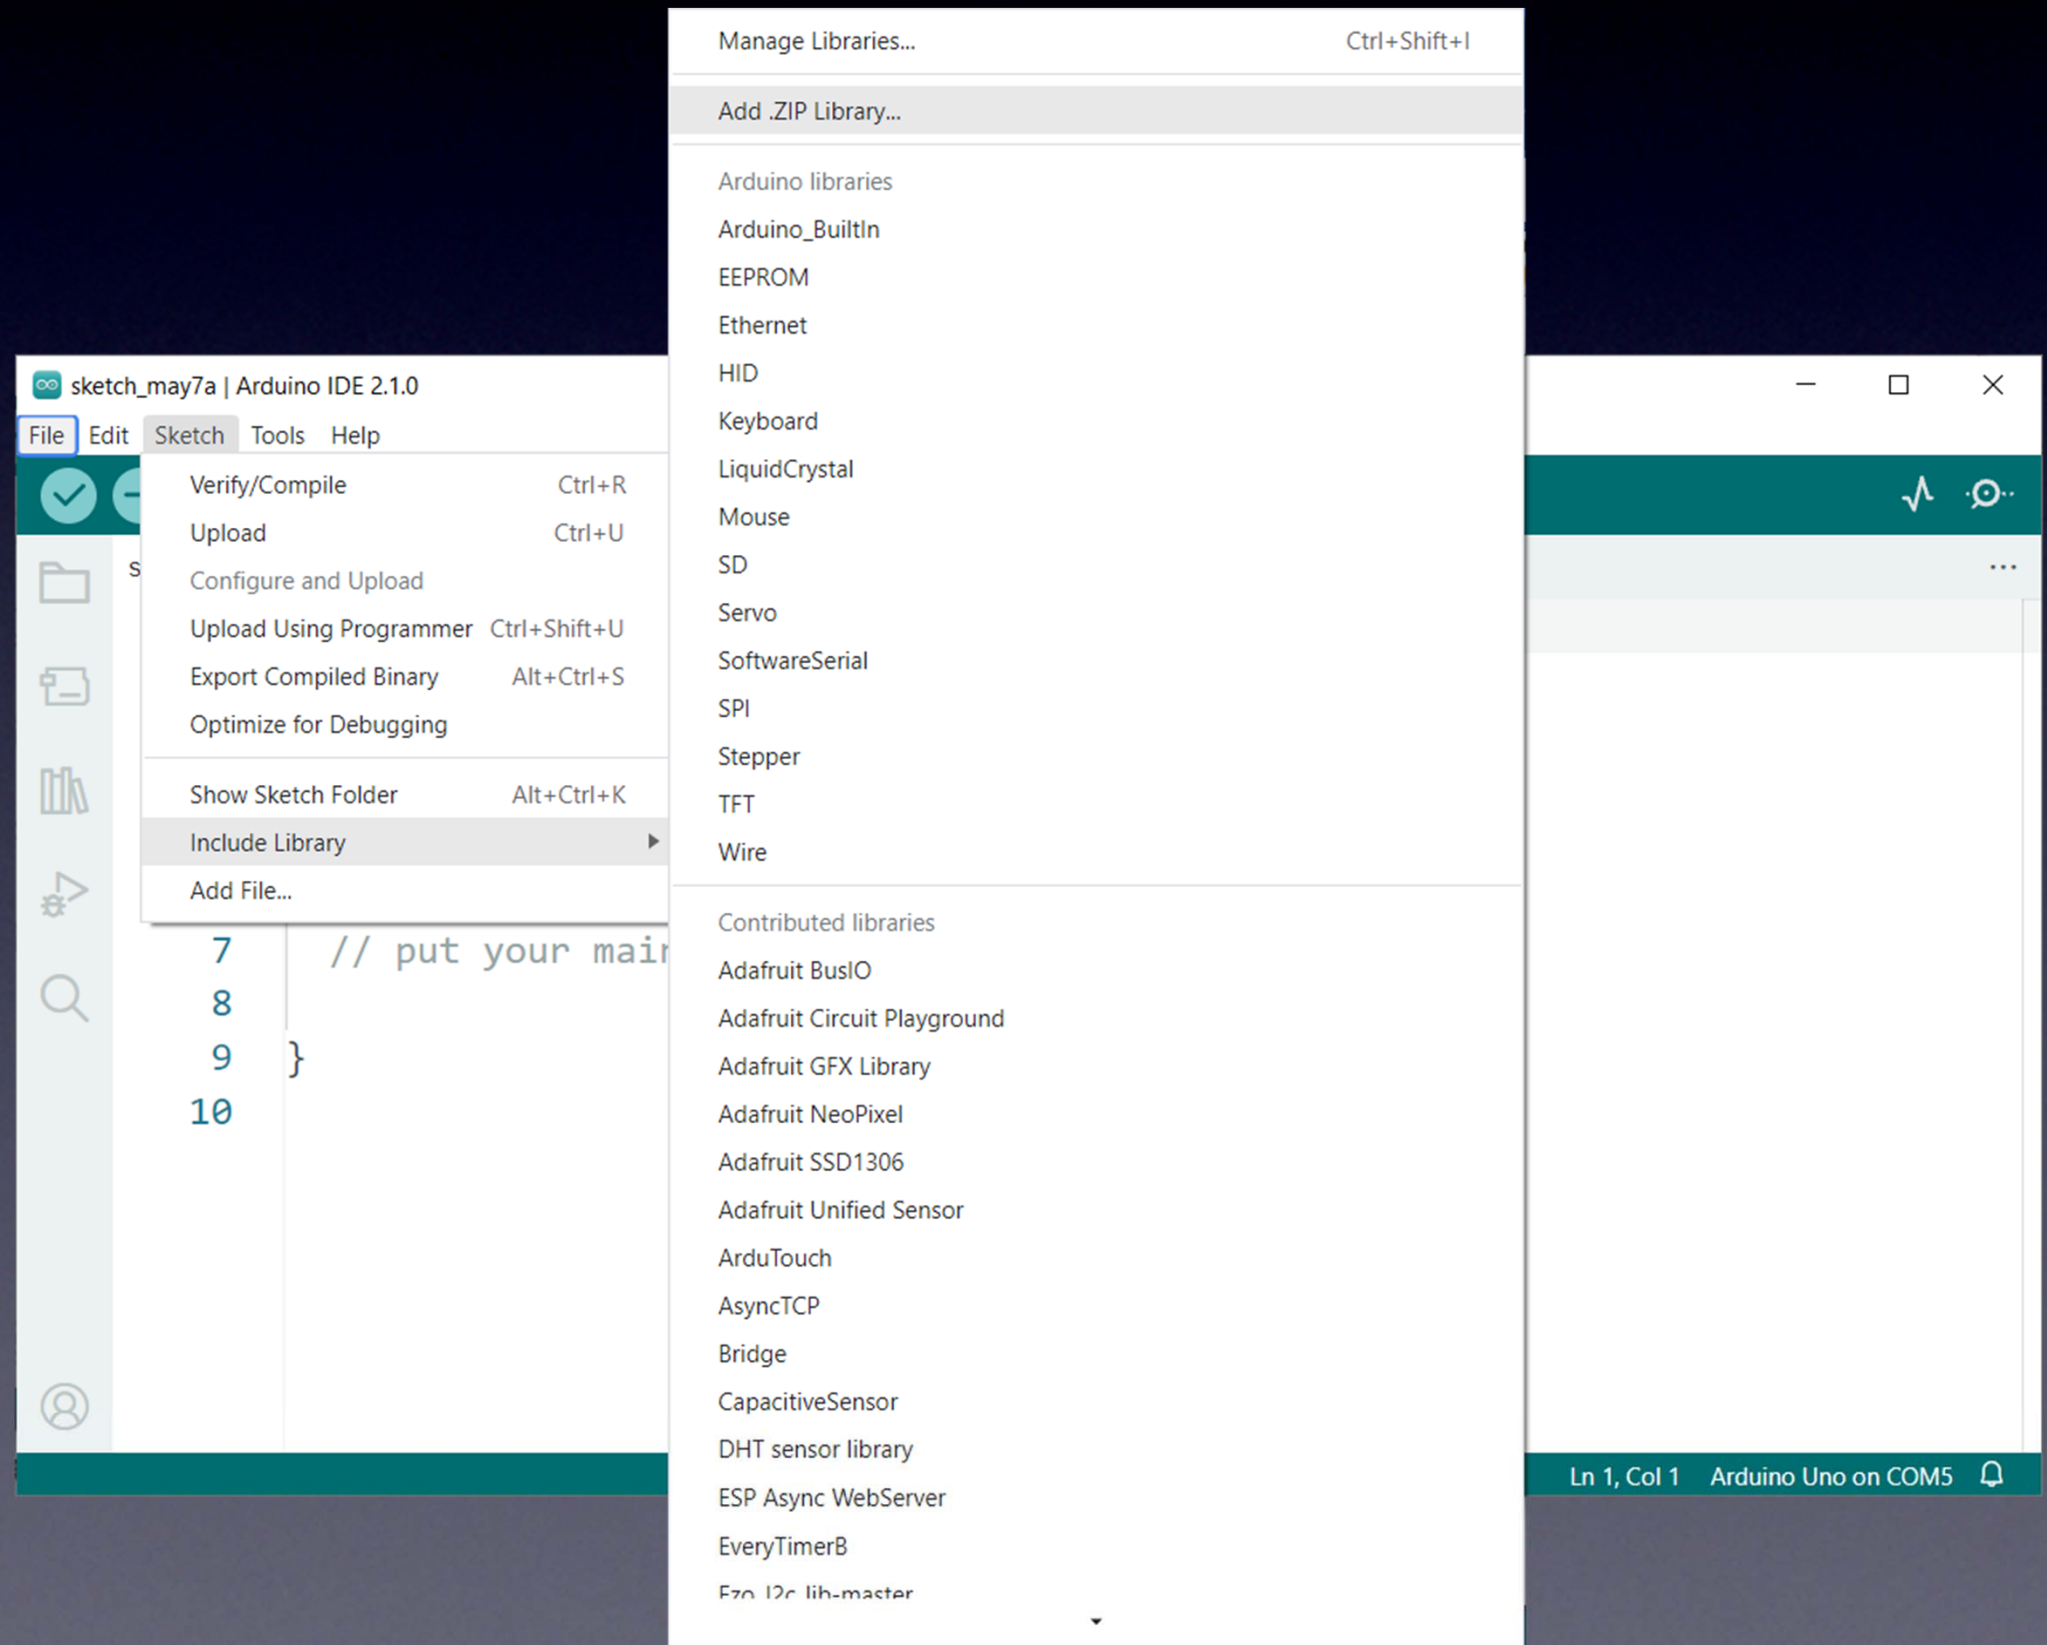 Manage Libraries... Ctrl+Shift+I
Add .ZIP Library...
Arduino libraries
Arduino_BuiltIn
EEPROM
Ethernet
HID
Keyboard
LiquidCrystal
Mouse
SD
Servo
SoftwareSerial
SPI
Stepper
TFT
Wire
Contributed libraries
Adafruit BusIO
Adafruit Circuit Playground
Adafruit GFX Library
Adafruit NeoPixel
Adafruit SSD1306
Adafruit Unified Sensor
ArduTouch
AsyncTCP
Bridge
CapacitiveSensor
DHT sensor library
ESP Async WebServer
EveryTimerB
Ezo_I2c_lib-master
sketch_may7a | Arduino IDE 2.1.0
File Edit Sketch Tools Help
Verify/Compile Ctrl+R
Upload Ctrl+U
Configure and Upload
Upload Using Programmer Ctrl+Shift+U
Export Compiled Binary Alt+Ctrl+S
Optimize for Debugging
Show Sketch Folder Alt+Ctrl+K
Include Library
Add File...
s
7 // put your main
8
9 }
10
Ln 1, Col 1 Arduino Uno on COM5